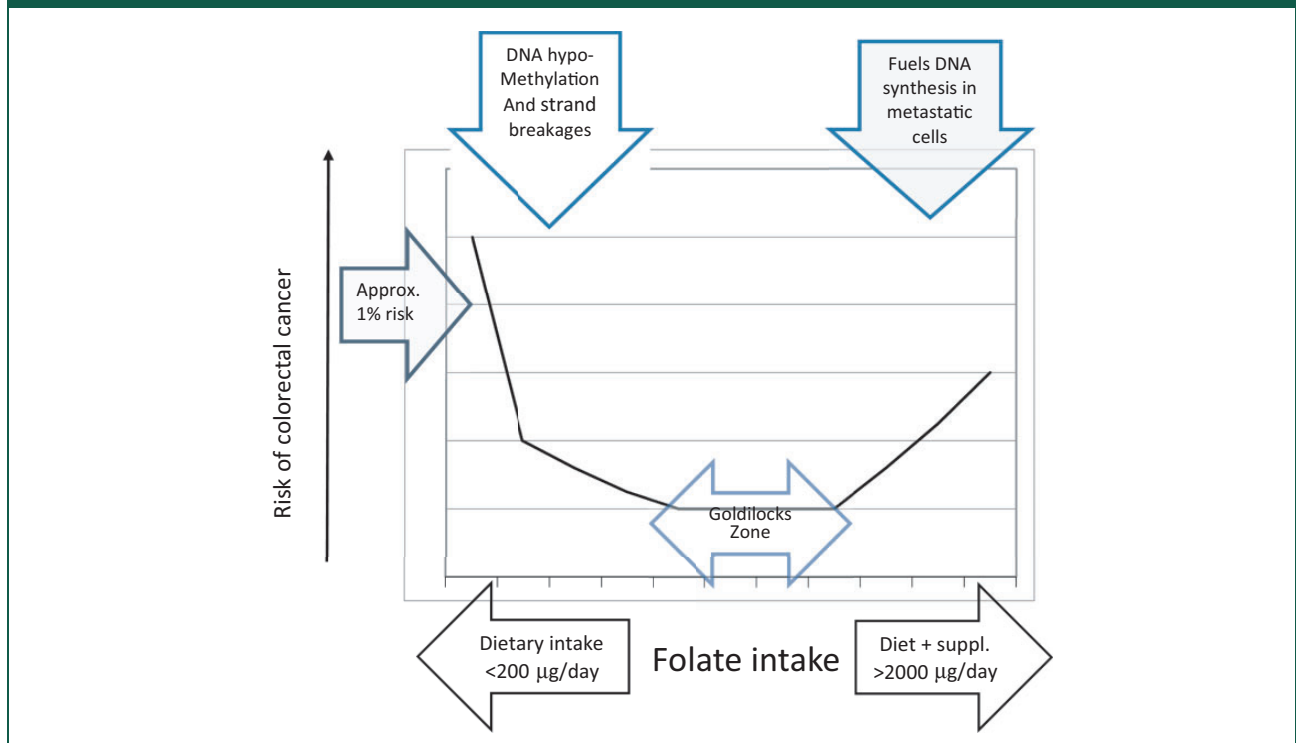 DNA hypo-
Methylation
And strand
breakages
Fuels DNA
synthesis in
metastatic
cells
Risk of colorectal cancer
Approx.
1% risk
Goldilocks
Zone
Dietary intake
<200 μg/day
Folate intake
Diet + suppl.
>2000 μg/day